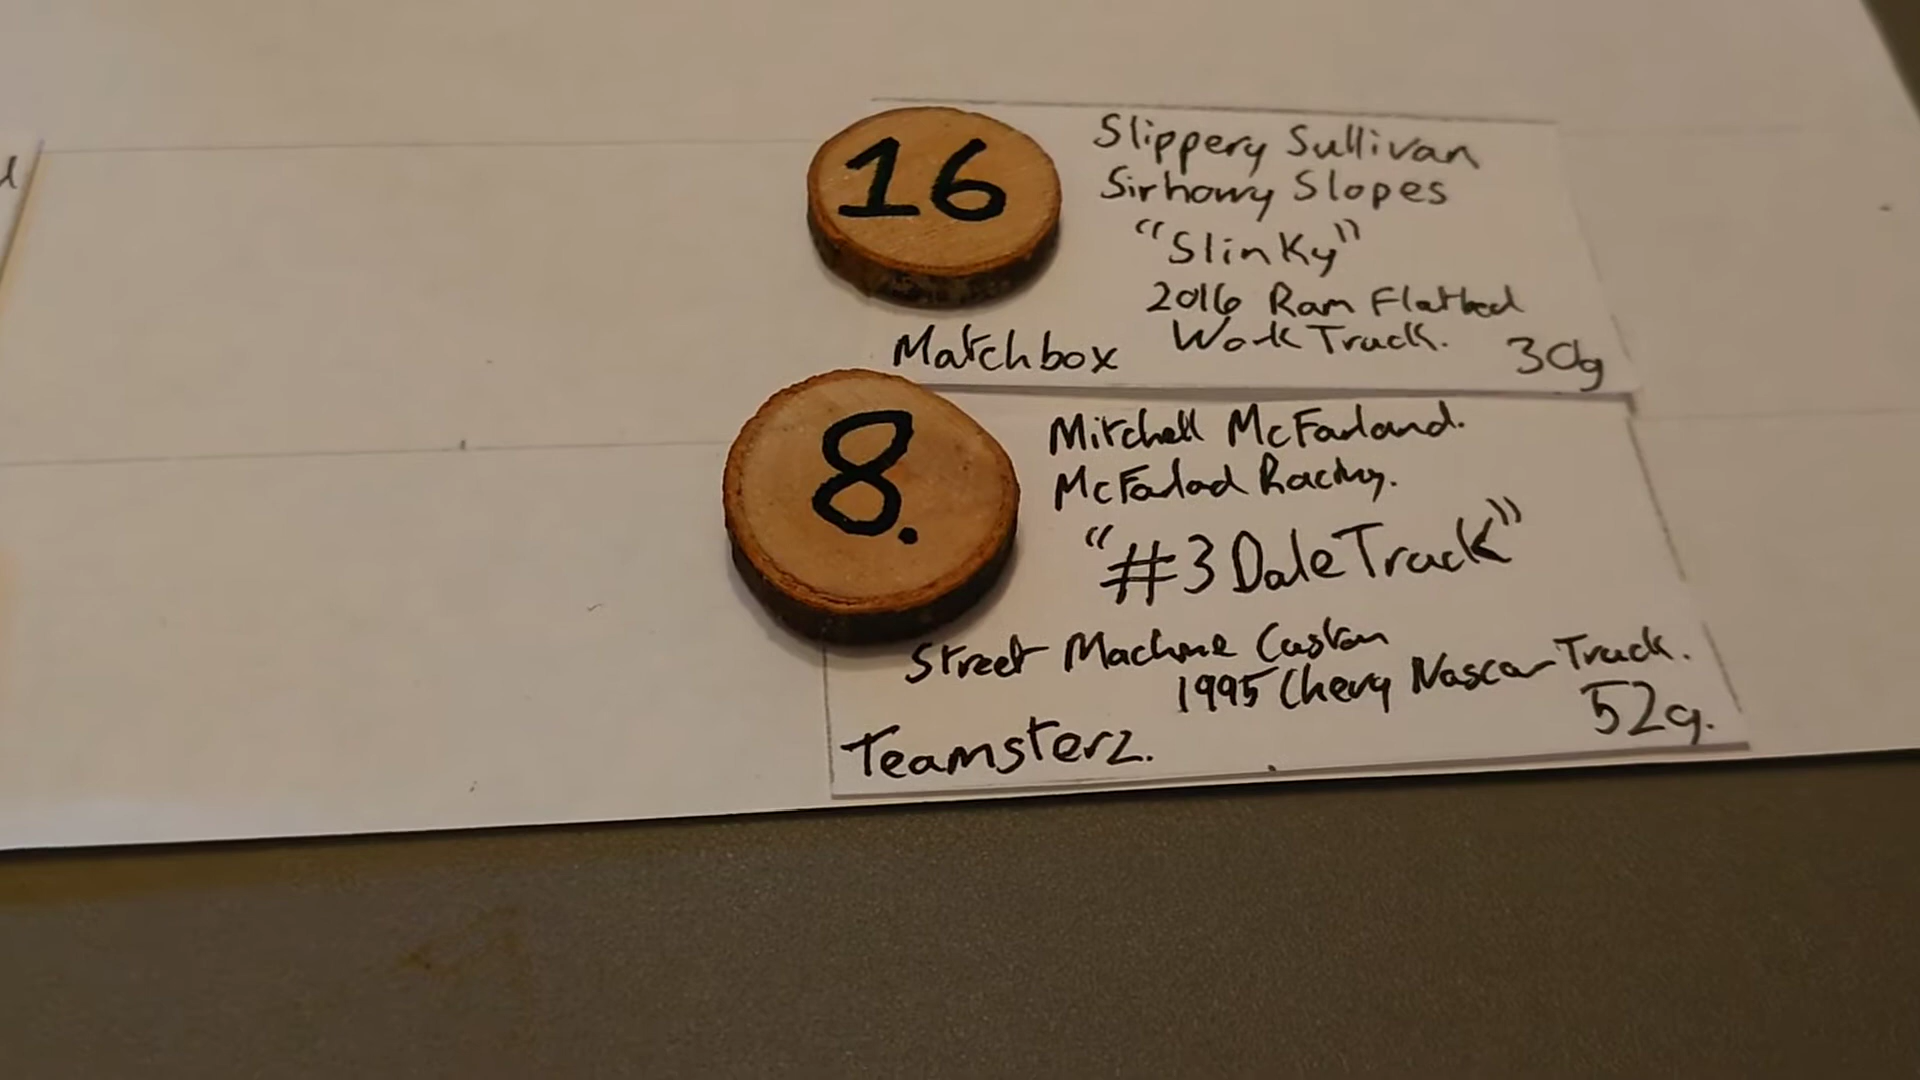 16
Slippery Sullivan
Sirhowy Slopes
"Slinky"
2016 Ram Flatbed
Work Truck.
Matchbox
30g
8.
Mitchell McFarland.
McFarlad Racing.
"#3 Dale Truck"
Street Machine Custom
1995 Chevy Nascar Truck.
52g.
Teamsterz.